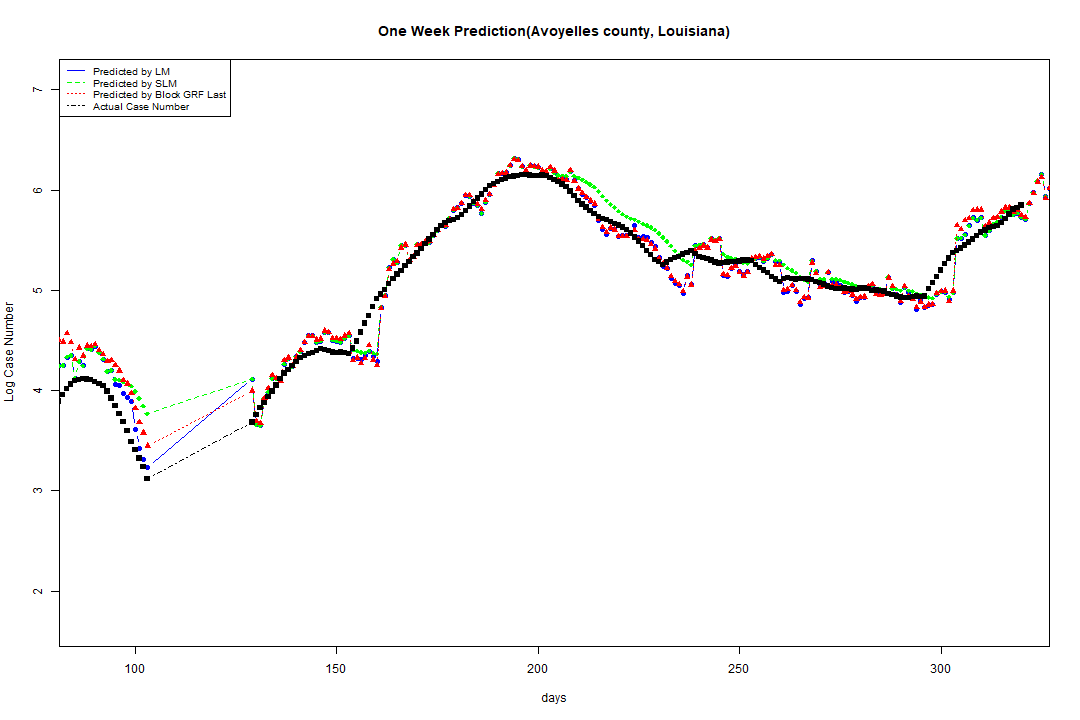 One Week Prediction(Avoyelles county, Louisiana)
Predicted by LM
Predicted by SLM
Predicted by Block GRF Last
Actual Case Number
Log Case Number
7
6
5
4
3
2
100 150 200 250 300
days